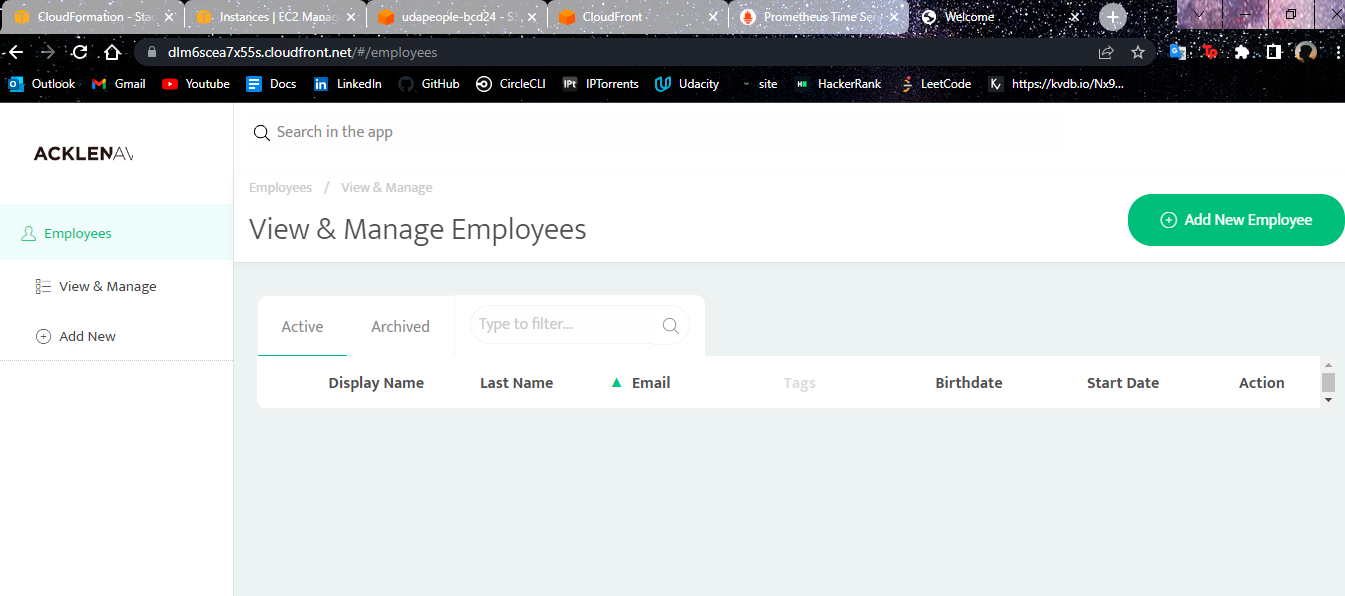 CloudFormation - Sta
Instances | EC2 Manag
udapeople-bcd24 - S3
CloudFront
Prometheus Time Seri
Welcome
dlm6scea7x55s.cloudfront.net/#/employees
Outlook
Gmail
Youtube
Docs
LinkedIn
GitHub
CircleCLI
IPTorrents
Udacity
site
HackerRank
LeetCode
https://kvdb.io/Nx9...
ACKLENAV
Search in the app
Employees / View & Manage
View & Manage Employees
Add New Employee
Employees
View & Manage
Add New
Active
Archived
Type to filter...
Display Name
Last Name
Email
Tags
Birthdate
Start Date
Action